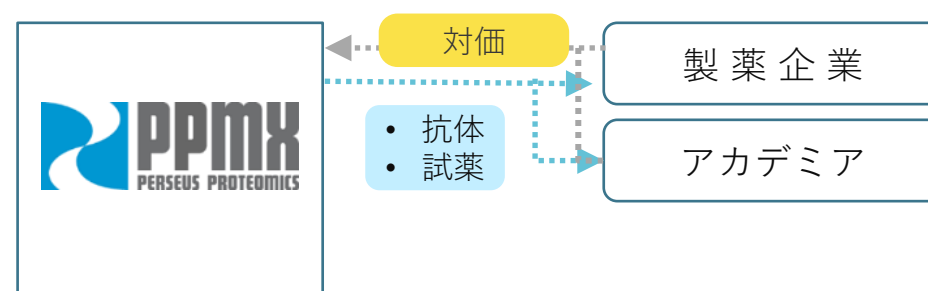 対価
製薬企業
PPMX
PERSEUS PROTEOMICS
• 抗体
• 試薬
アカデミア